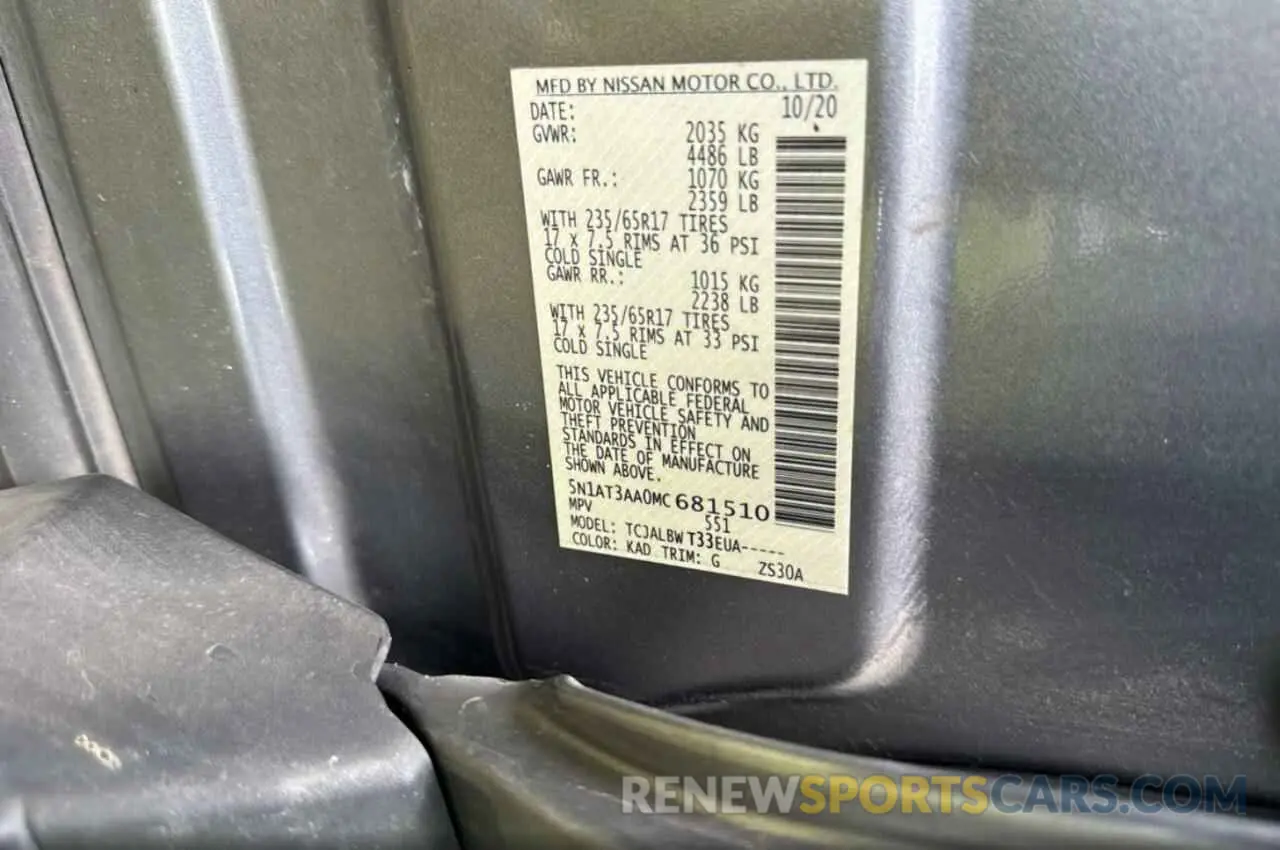 MFD BY NISSAN MOTOR CO., LTD.
DATE: 10/20
GVWR: 2035 KG
4486 LB
GAWR FR.: 1070 KG
2359 LB
WITH 235/65R17 TIRES
17 x 7.5 RIMS AT 36 PSI
COLD SINGLE
GAWR RR.: 1015 KG
2238 LB
WITH 235/65R17 TIRES
17 x 7.5 RIMS AT 33 PSI
COLD SINGLE
THIS VEHICLE CONFORMS TO
ALL APPLICABLE FEDERAL
MOTOR VEHICLE SAFETY AND
THEFT PREVENTION
STANDARDS IN EFFECT ON
THE DATE OF MANUFACTURE
SHOWN ABOVE.
5N1AT3AA0MC681510
MPV S51
MODEL: TCJALBWT33EUA-----
COLOR: KAD TRIM: G ZS30A
RENEWSPORTSCARS.COM